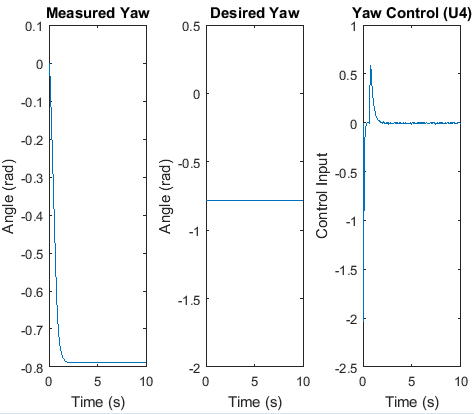 Measured Yaw
0.1
0
-0.1
-0.2
-0.3
-0.4
-0.5
-0.6
-0.7
-0.8
Angle (rad)
0 5 10
Time (s)
Desired Yaw
0.5
0
-0.5
-1
-1.5
-2
Angle (rad)
0 5 10
Time (s)
Yaw Control (U4)
1
0.5
0
-0.5
-1
-1.5
-2
-2.5
Control Input
0 5 10
Time (s)